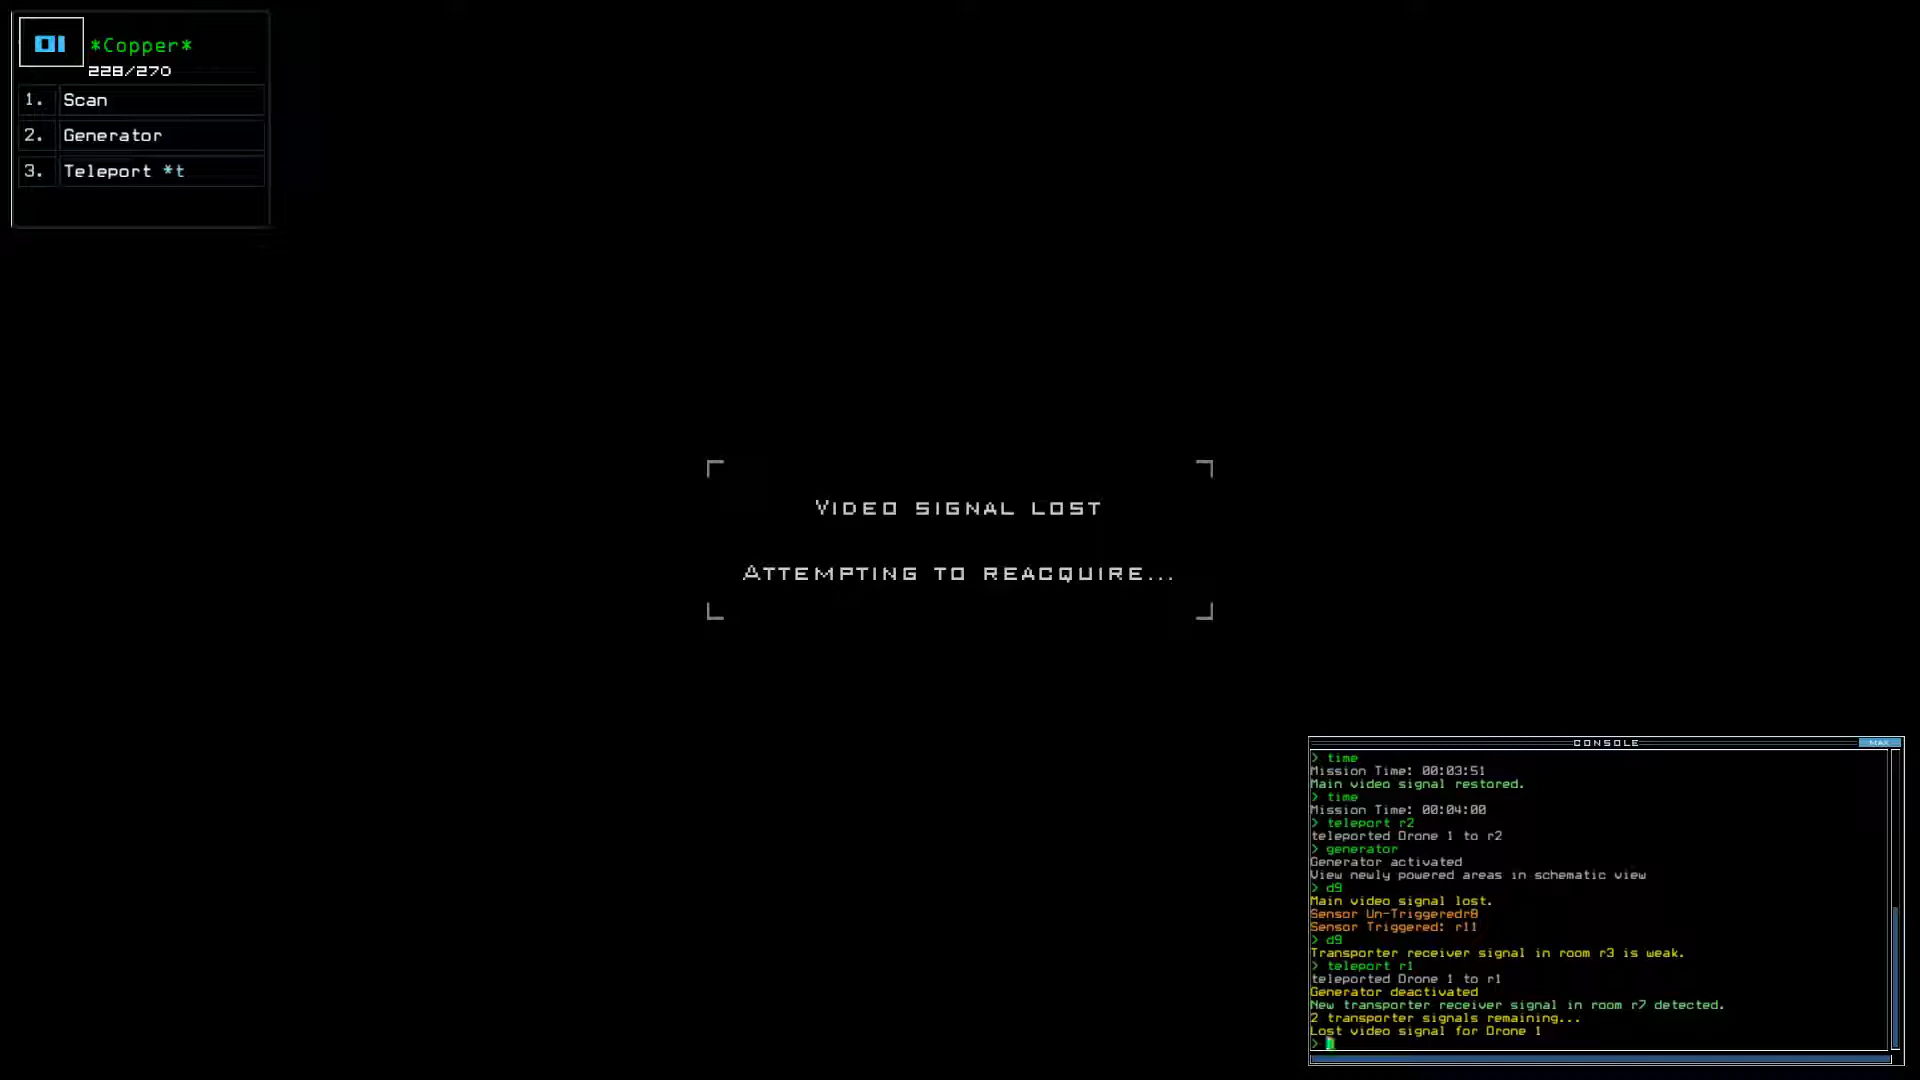 01 *Copper*
228/270
1. Scan
2. Generator
3. Teleport *t
VIDEO SIGNAL LOST
ATTEMPTING TO REACQUIRE...
CONSOLE MAX
> time
Mission Time: 00:03:51
Main video signal restored.
> time
Mission Time: 00:04:00
> teleport r2
teleported Drone 1 to r2
> generator
Generator activated
View newly powered areas in schematic view
> d9
Main video signal lost.
Sensor Un-Triggeredr8
Sensor Triggered: r11
> d9
Transporter receiver signal in room r3 is weak.
> teleport r1
teleported Drone 1 to r1
Generator deactivated
New transporter receiver signal in room r7 detected.
2 transporter signals remaining...
Lost video signal for Drone 1
>